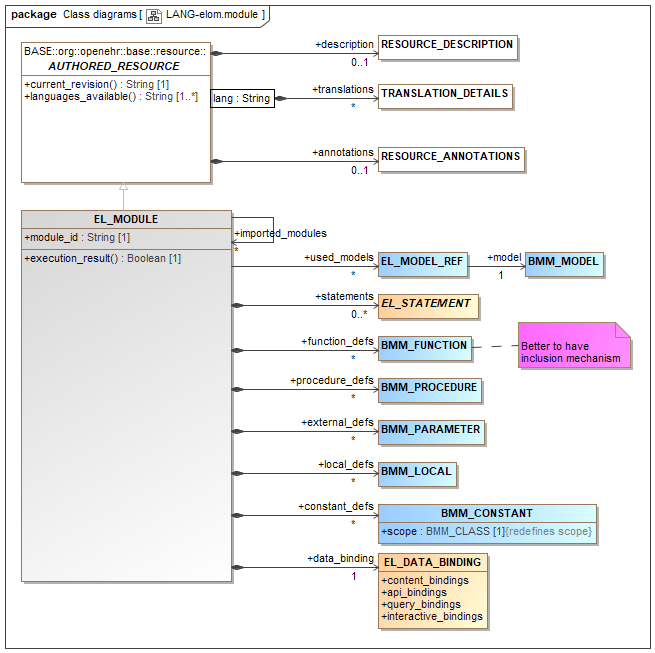 package Class diagrams [ LANG-elom.module ]
BASE::org::openehr::base::resource::
AUTHORED_RESOURCE
+current_revision() : String [1]
+languages_available() : String [1..*]
+description
0..1
RESOURCE_DESCRIPTION
lang : String
+translations
*
TRANSLATION_DETAILS
+annotations
0..1
RESOURCE_ANNOTATIONS
EL_MODULE
+module_id : String [1]
+execution_result() : Boolean [1]
+imported_modules
*
+used_models
*
EL_MODEL_REF
+model
1
BMM_MODEL
+statements
0..*
EL_STATEMENT
+function_defs
*
BMM_FUNCTION
Better to have
inclusion mechanism
+procedure_defs
*
BMM_PROCEDURE
+external_defs
*
BMM_PARAMETER
+local_defs
*
BMM_LOCAL
+constant_defs
*
BMM_CONSTANT
+scope : BMM_CLASS [1]{redefines scope}
+data_binding
1
EL_DATA_BINDING
+content_bindings
+api_bindings
+query_bindings
+interactive_bindings